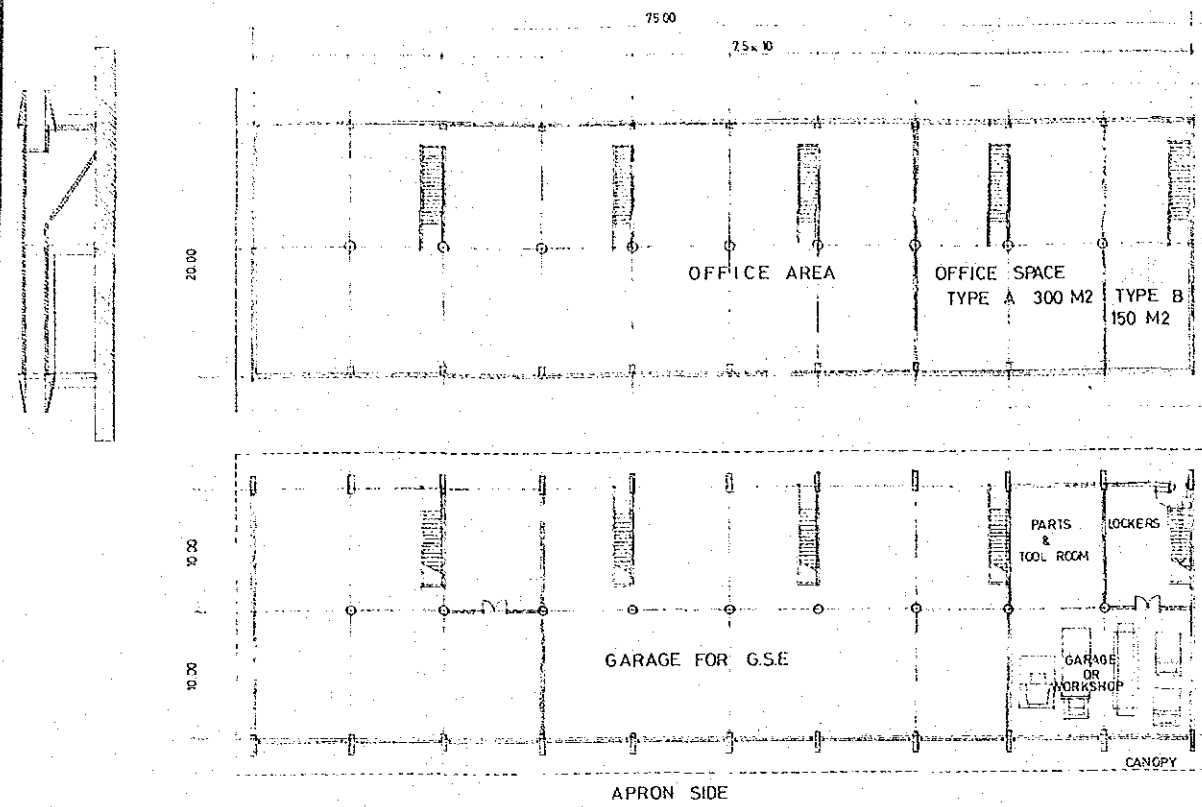 75 00
7.5 x 10
20.00
OFFICE AREA
OFFICE SPACE
TYPE A 300 M2
TYPE B
150 M2
10.00
PARTS
&
TOOL ROOM
LOCKERS
10.00
GARAGE FOR G.S.E
GARAGE
OR
WORKSHOP
CANOPY
APRON SIDE